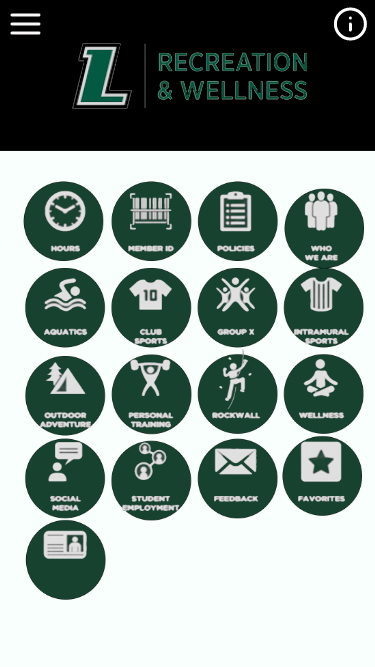 L
RECREATION
& WELLNESS
HOURS
MEMBER ID
POLICIES
WHO
WE ARE
AQUATICS
10
CLUB
SPORTS
GROUP X
INTRAMURAL
SPORTS
OUTDOOR
ADVENTURE
PERSONAL
TRAINING
ROCKWALL
WELLNESS
SOCIAL
MEDIA
STUDENT
EMPLOYMENT
FEEDBACK
FAVORITES